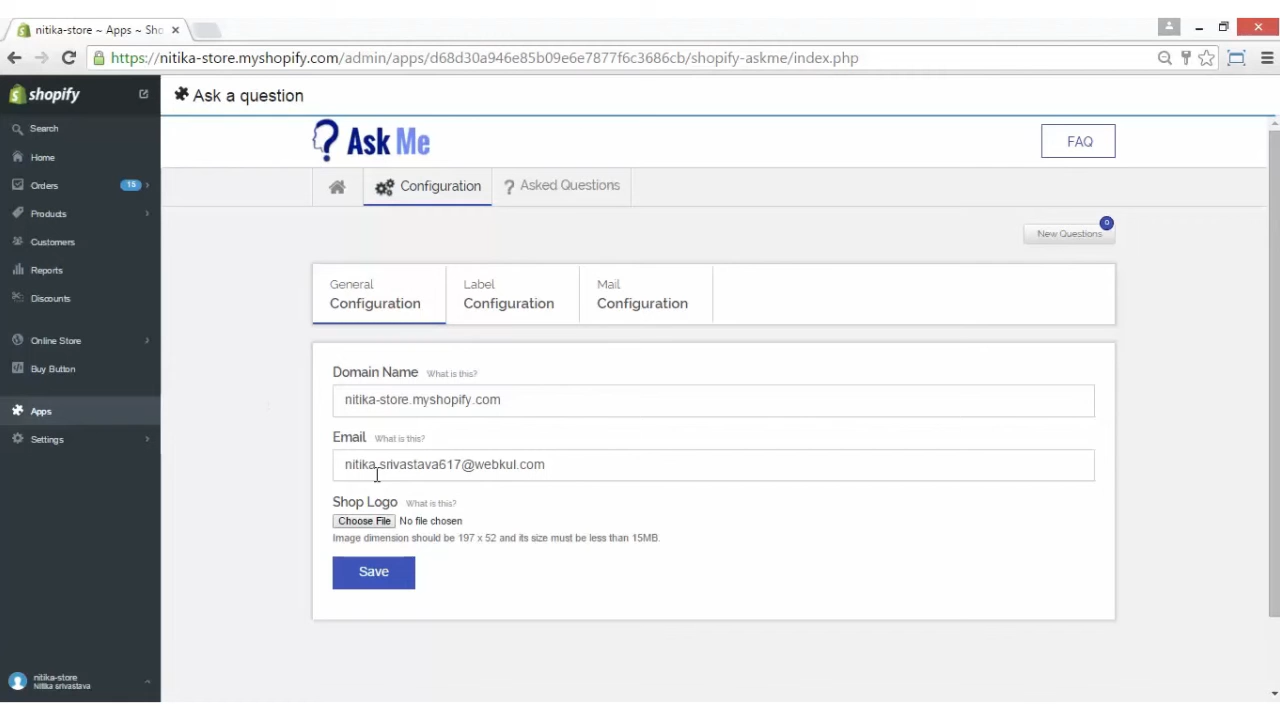 nitika-store ~ Apps ~ Sho
https://nitika-store.myshopify.com/admin/apps/d68d30a946e85b09e6e7877f6c3686cb/shopify-askme/index.php
shopify
Ask a question
Ask Me
FAQ
Search
Home
Orders 15
Products
Customers
Reports
Discounts
Online Store
Buy Button
Apps
Settings
nitika-store
Nitika srivastava
Configuration
? Asked Questions
New Questions 0
General
Configuration
Label
Configuration
Mail
Configuration
Domain Name What is this?
nitika-store.myshopify.com
Email What is this?
nitika.srivastava617@webkul.com
Shop Logo What is this?
Choose File No file chosen
Image dimension should be 197 x 52 and its size must be less than 15MB.
Save